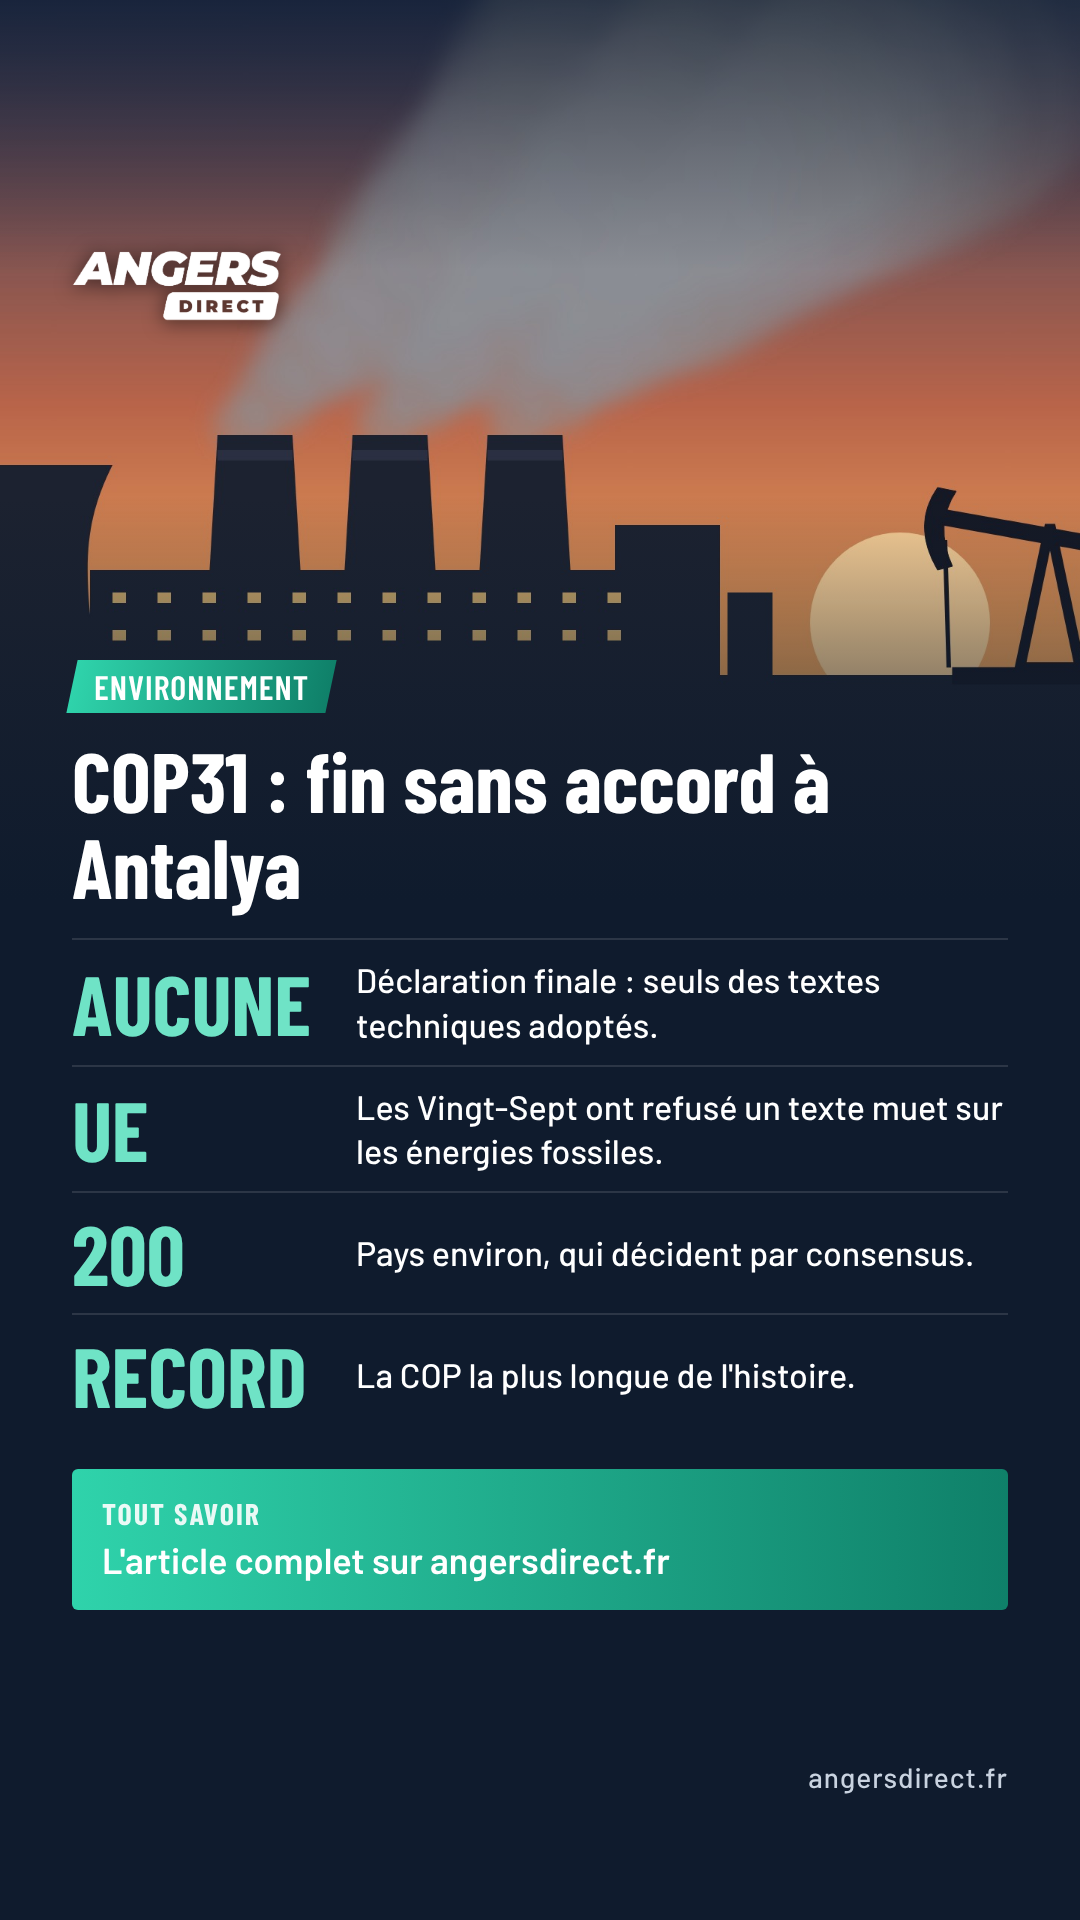 ANGERS
DIRECT
ENVIRONNEMENT
COP31 : fin sans accord à
Antalya
AUCUNE
Déclaration finale : seuls des textes
techniques adoptés.
UE
Les Vingt-Sept ont refusé un texte muet sur
les énergies fossiles.
200
Pays environ, qui décident par consensus.
RECORD
La COP la plus longue de l'histoire.
TOUT SAVOIR
L'article complet sur angersdirect.fr
angersdirect.fr